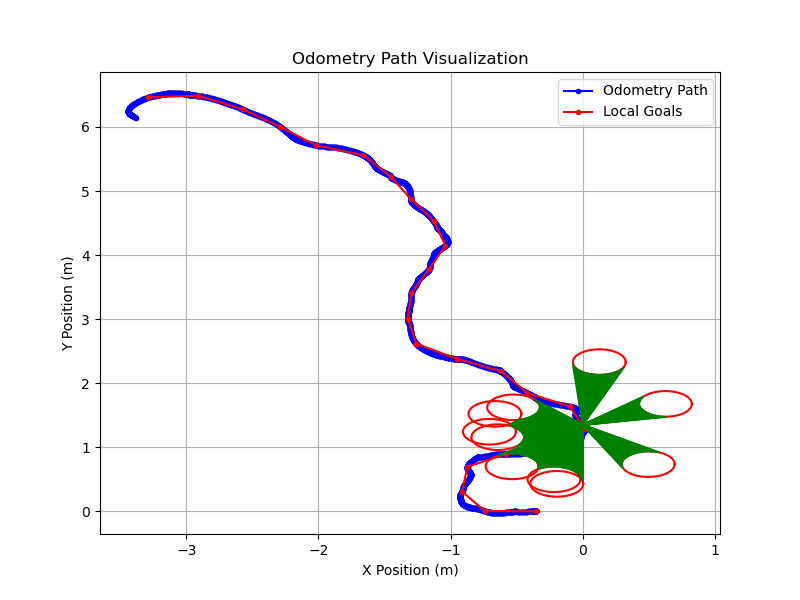 Odometry Path Visualization
Odometry Path
Local Goals
Y Position (m)
6
5
4
3
2
1
0
−3
−2
−1
0
1
X Position (m)